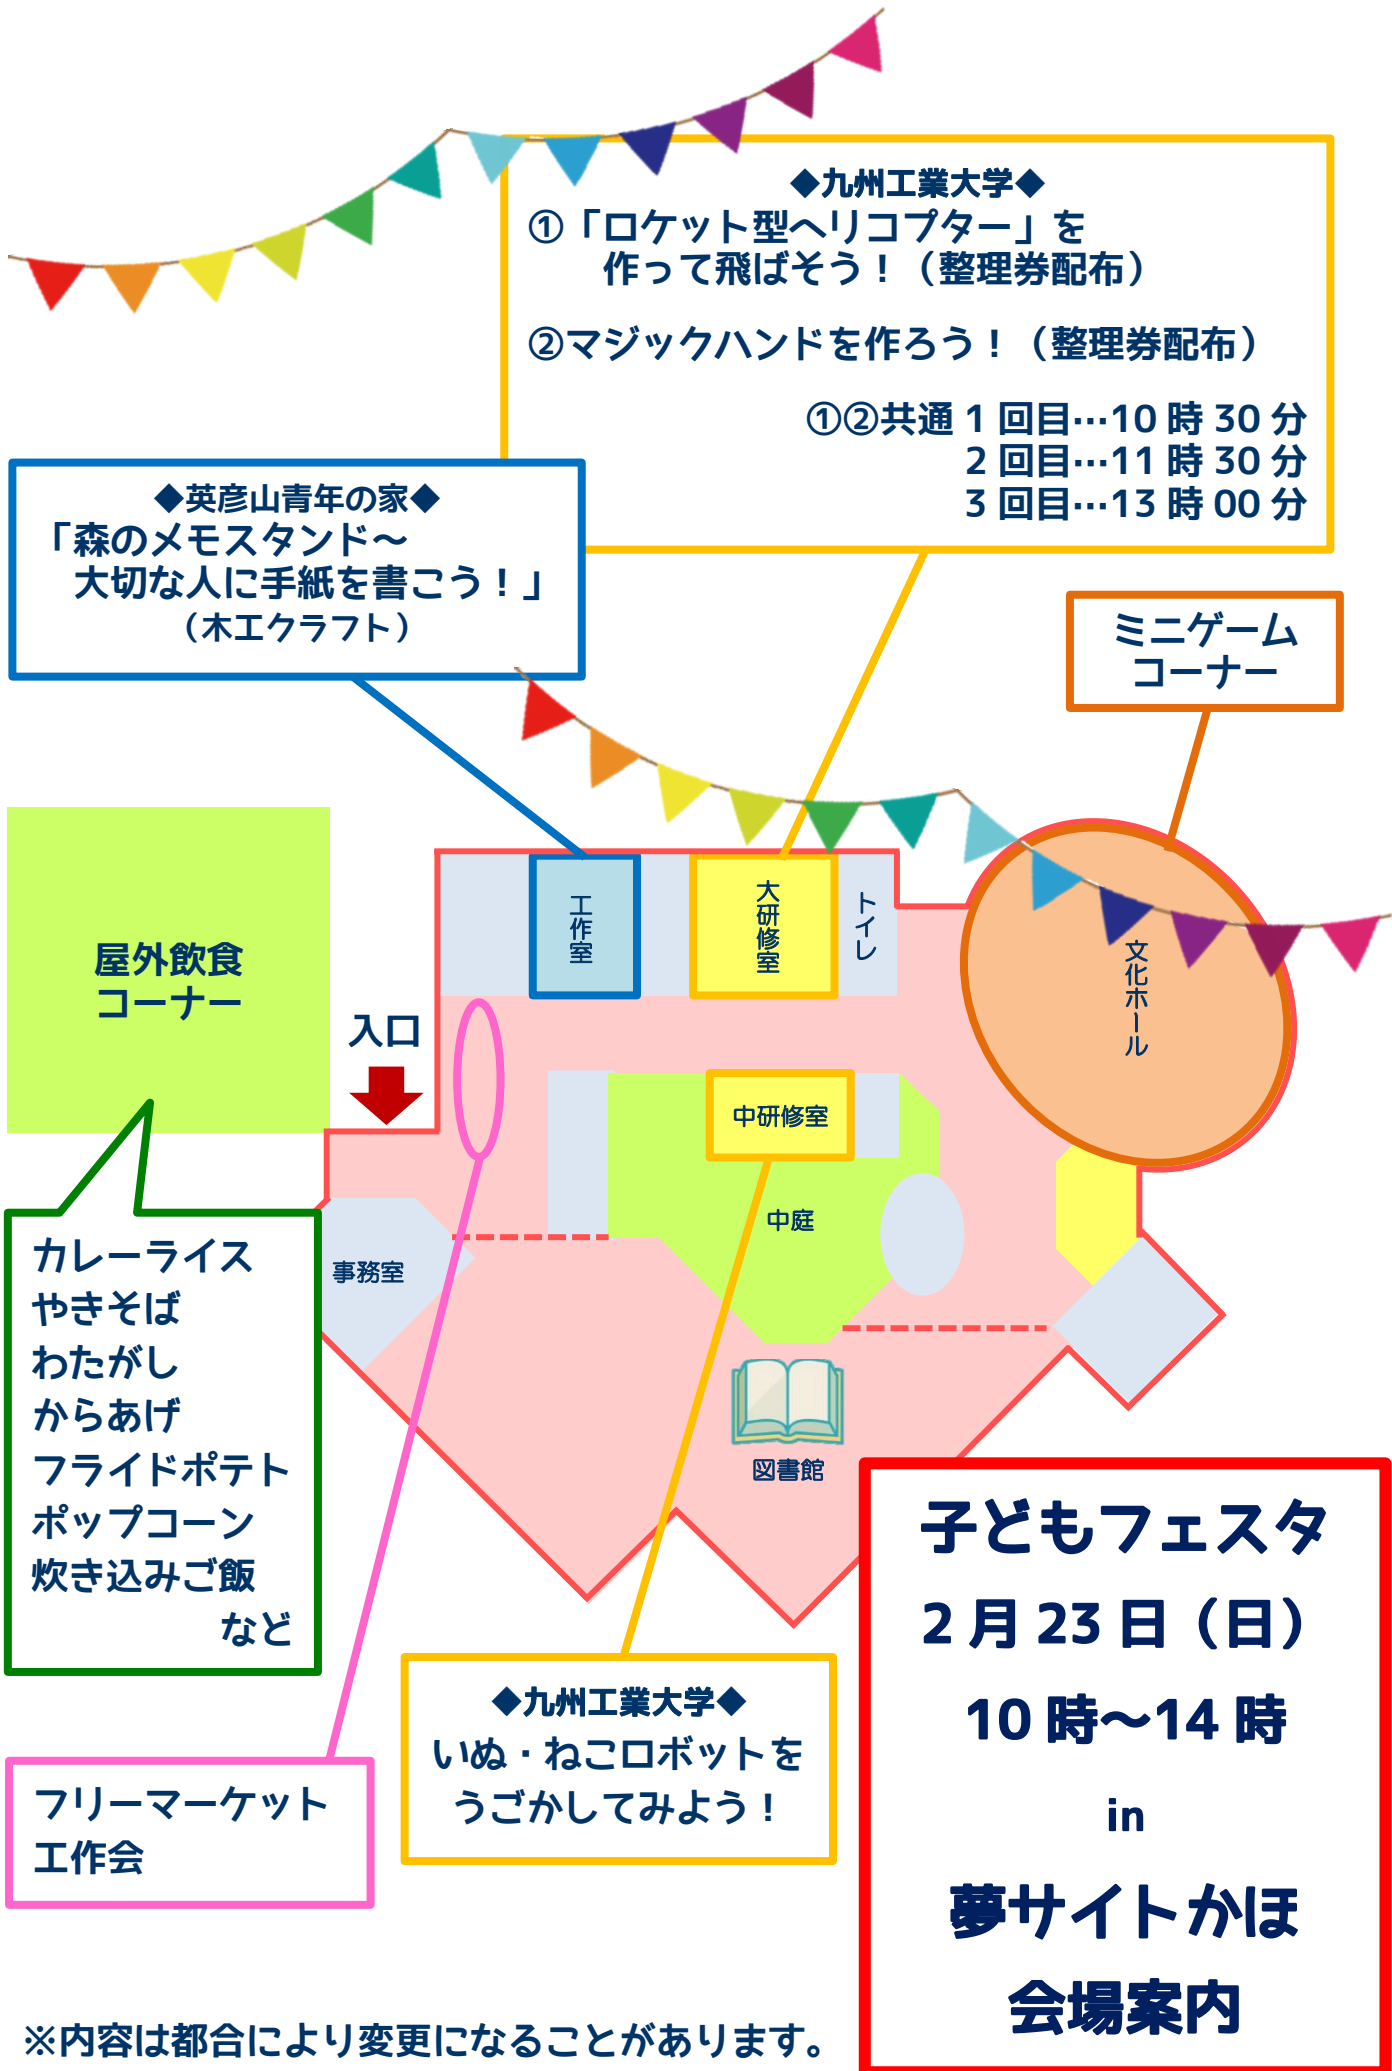 ◆九州工業大学◆
①「ロケット型ヘリコプター」を
作って飛ばそう！（整理券配布）
②マジックハンドを作ろう！（整理券配布）
①②共通 1 回目…10 時 30 分
2 回目…11 時 30 分
3 回目…13 時 00 分
◆英彦山青年の家◆
「森のメモスタンド～
大切な人に手紙を書こう！」
（木工クラフト）
ミニゲーム
コーナー
屋外飲食
コーナー
入口
工作室
大研修室
トイレ
文化ホール
中研修室
中庭
事務室
図書館
カレーライス
やきそば
わたがし
からあげ
フライドポテト
ポップコーン
炊き込みご飯
など
フリーマーケット
工作会
◆九州工業大学◆
いぬ・ねこロボットを
うごかしてみよう！
子どもフェスタ
2 月 23 日（日）
10 時～14 時
in
夢サイトかほ
会場案内
※内容は都合により変更になることがあります。